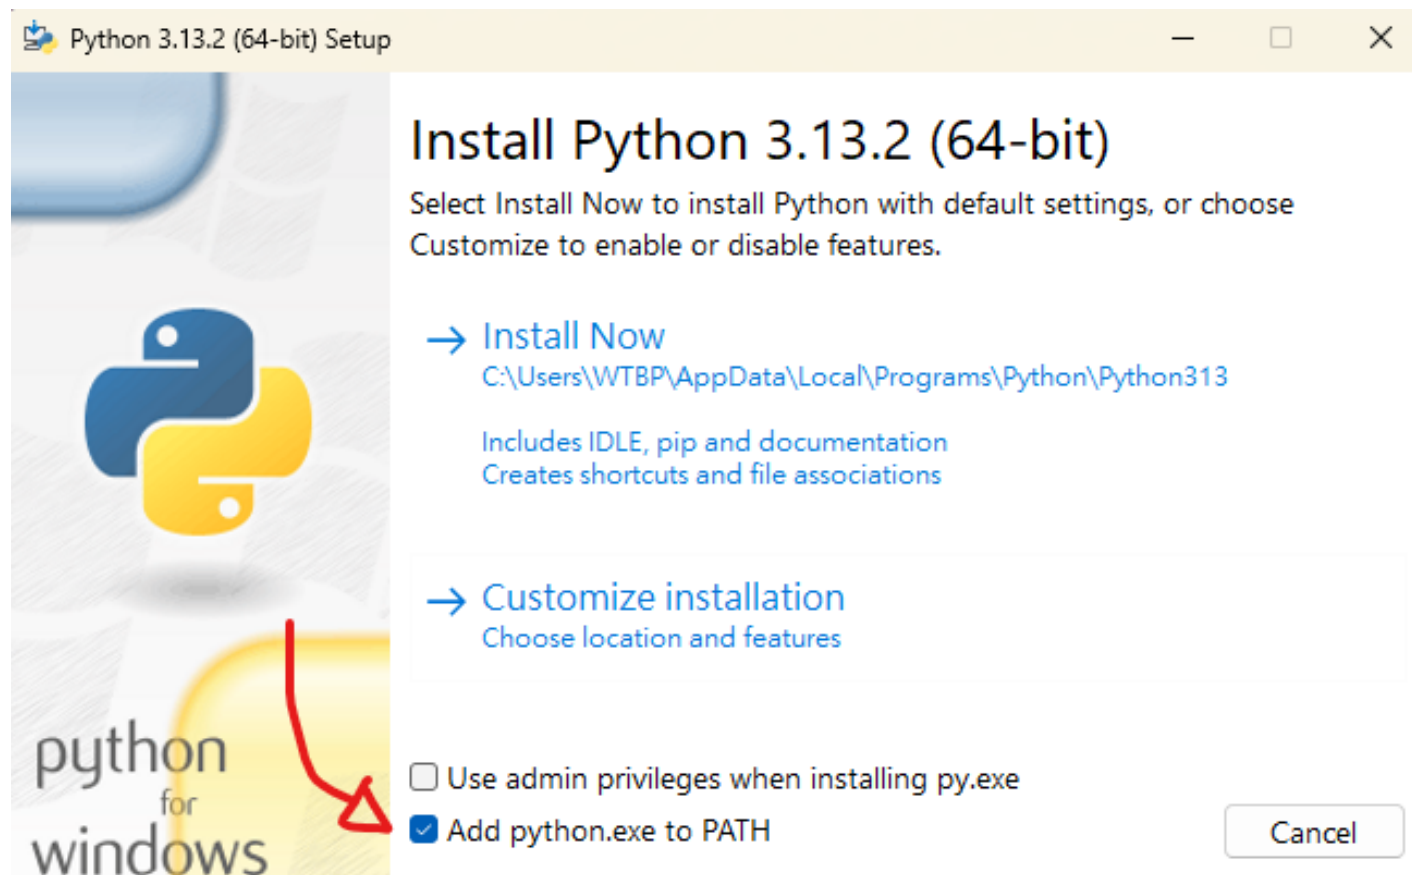 Python 3.13.2 (64-bit) Setup
Install Python 3.13.2 (64-bit)
Select Install Now to install Python with default settings, or choose
Customize to enable or disable features.
Install Now
C:\Users\WTBP\AppData\Local\Programs\Python\Python313
Includes IDLE, pip and documentation
Creates shortcuts and file associations
Customize installation
Choose location and features
python
for
windows
Use admin privileges when installing py.exe
Add python.exe to PATH
Cancel